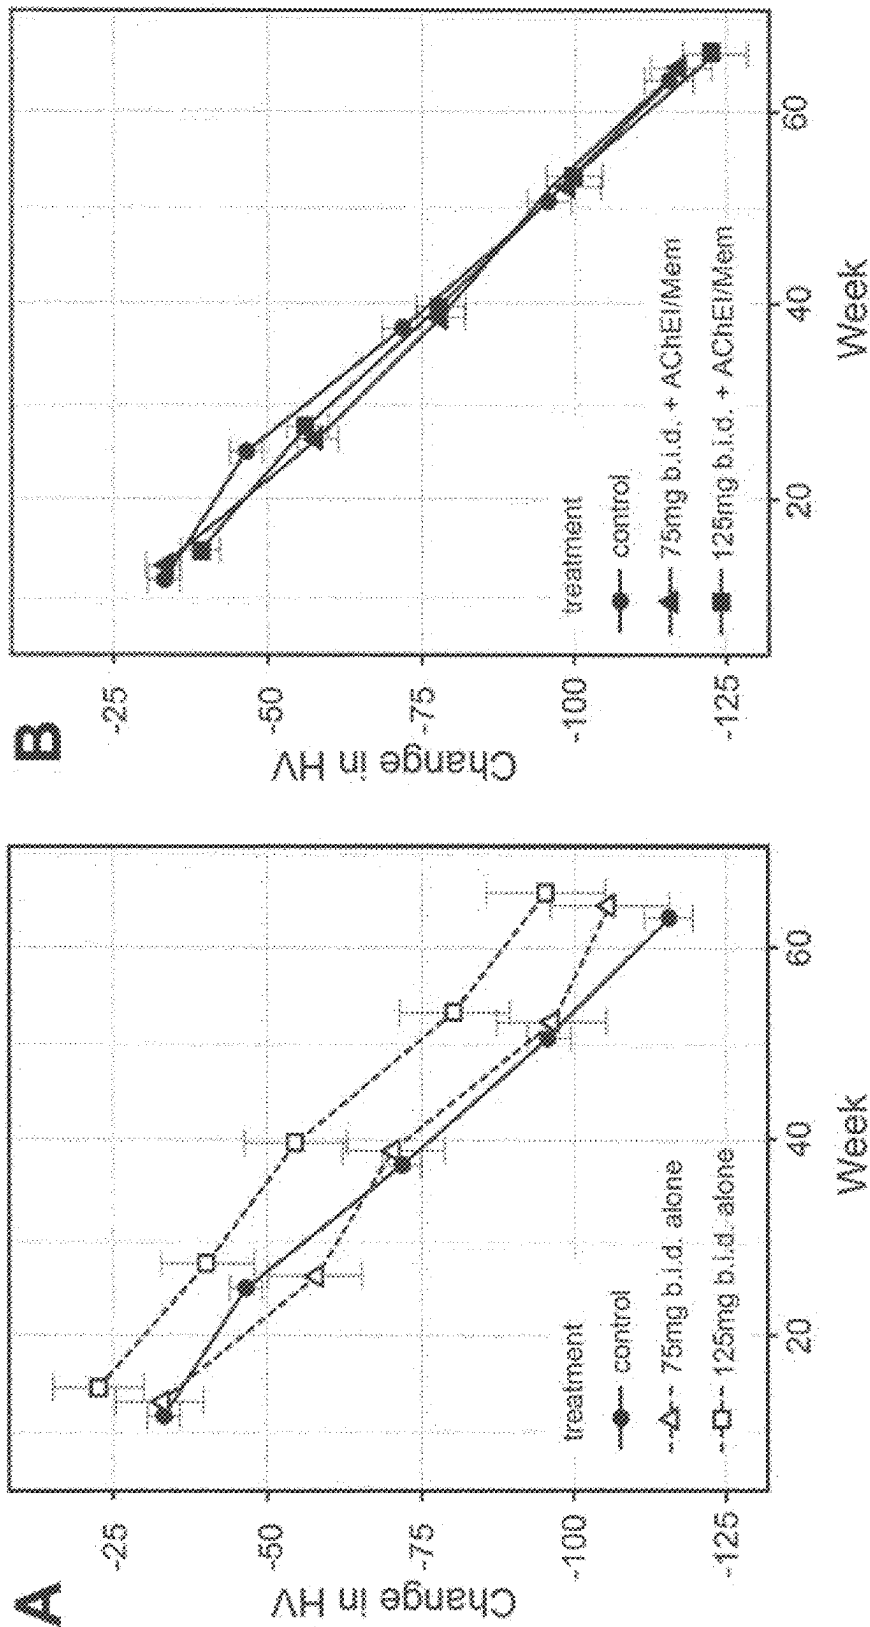 A
Change in HV
-25
-50
-75
-100
-125
treatment
control
75mg b.i.d. alone
125mg b.i.d. alone
20
40
60
Week
B
Change in HV
-25
-50
-75
-100
-125
treatment
control
75mg b.i.d. + AChEI/Mem
125mg b.i.d. + AChEI/Mem
20
40
60
Week